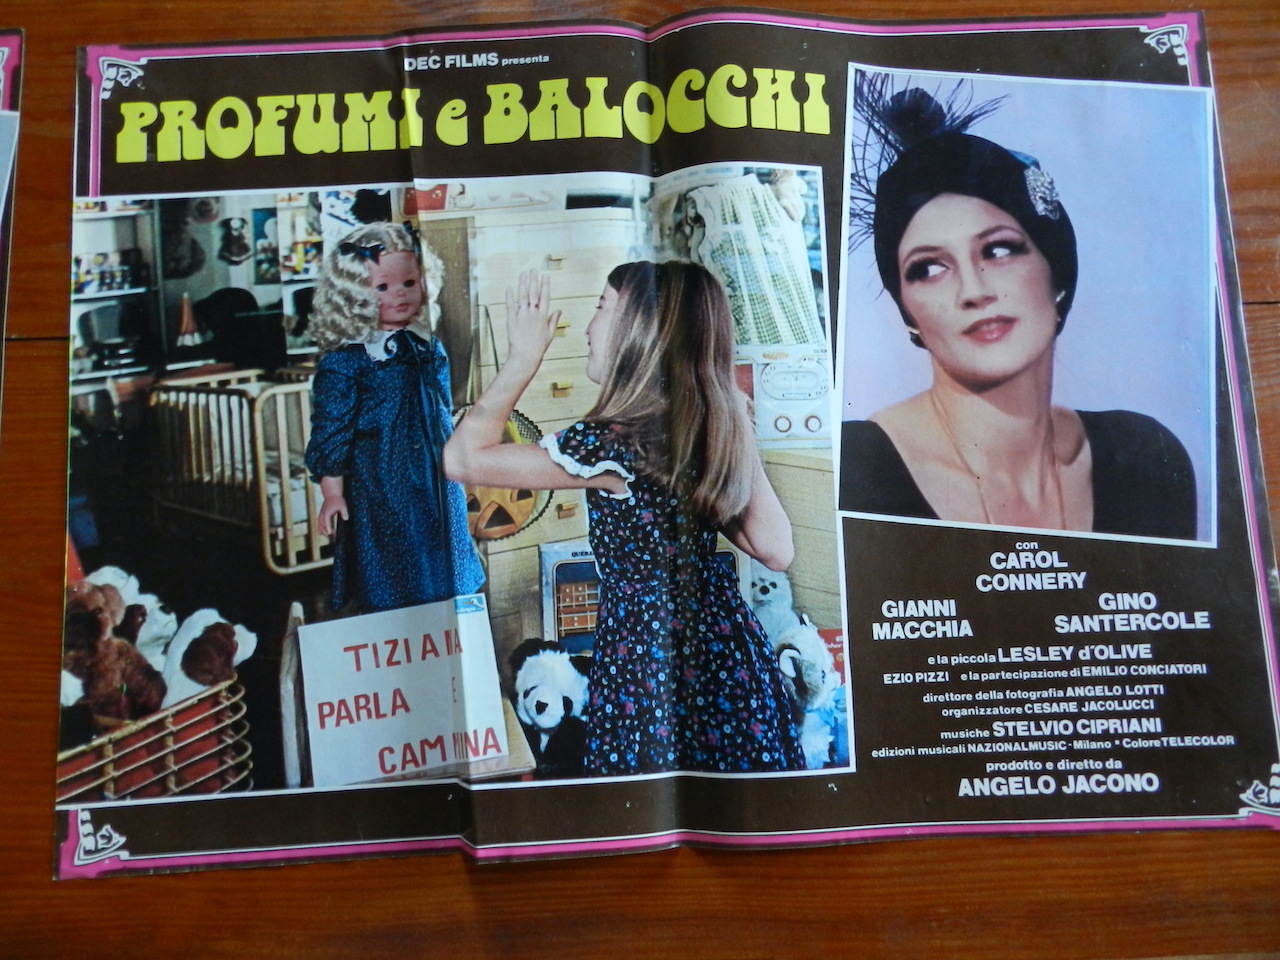 DEC FILMS presenta
PROFUMI e BALOCCHI
TIZIANA
PARLA E
CAMMINA
con
CAROL
CONNERY
GIANNI
MACCHIA
GINO
SANTERCOLE
e la piccola LESLEY d'OLIVE
EZIO PIZZI e la partecipazione di EMILIO CONCIATORI
direttore della fotografia ANGELO LOTTI
organizzatore CESARE JACOLUCCI
musiche STELVIO CIPRIANI
edizioni musicali NAZIONALMUSIC - Milano * Colore TELECOLOR
prodotto e diretto da
ANGELO JACONO